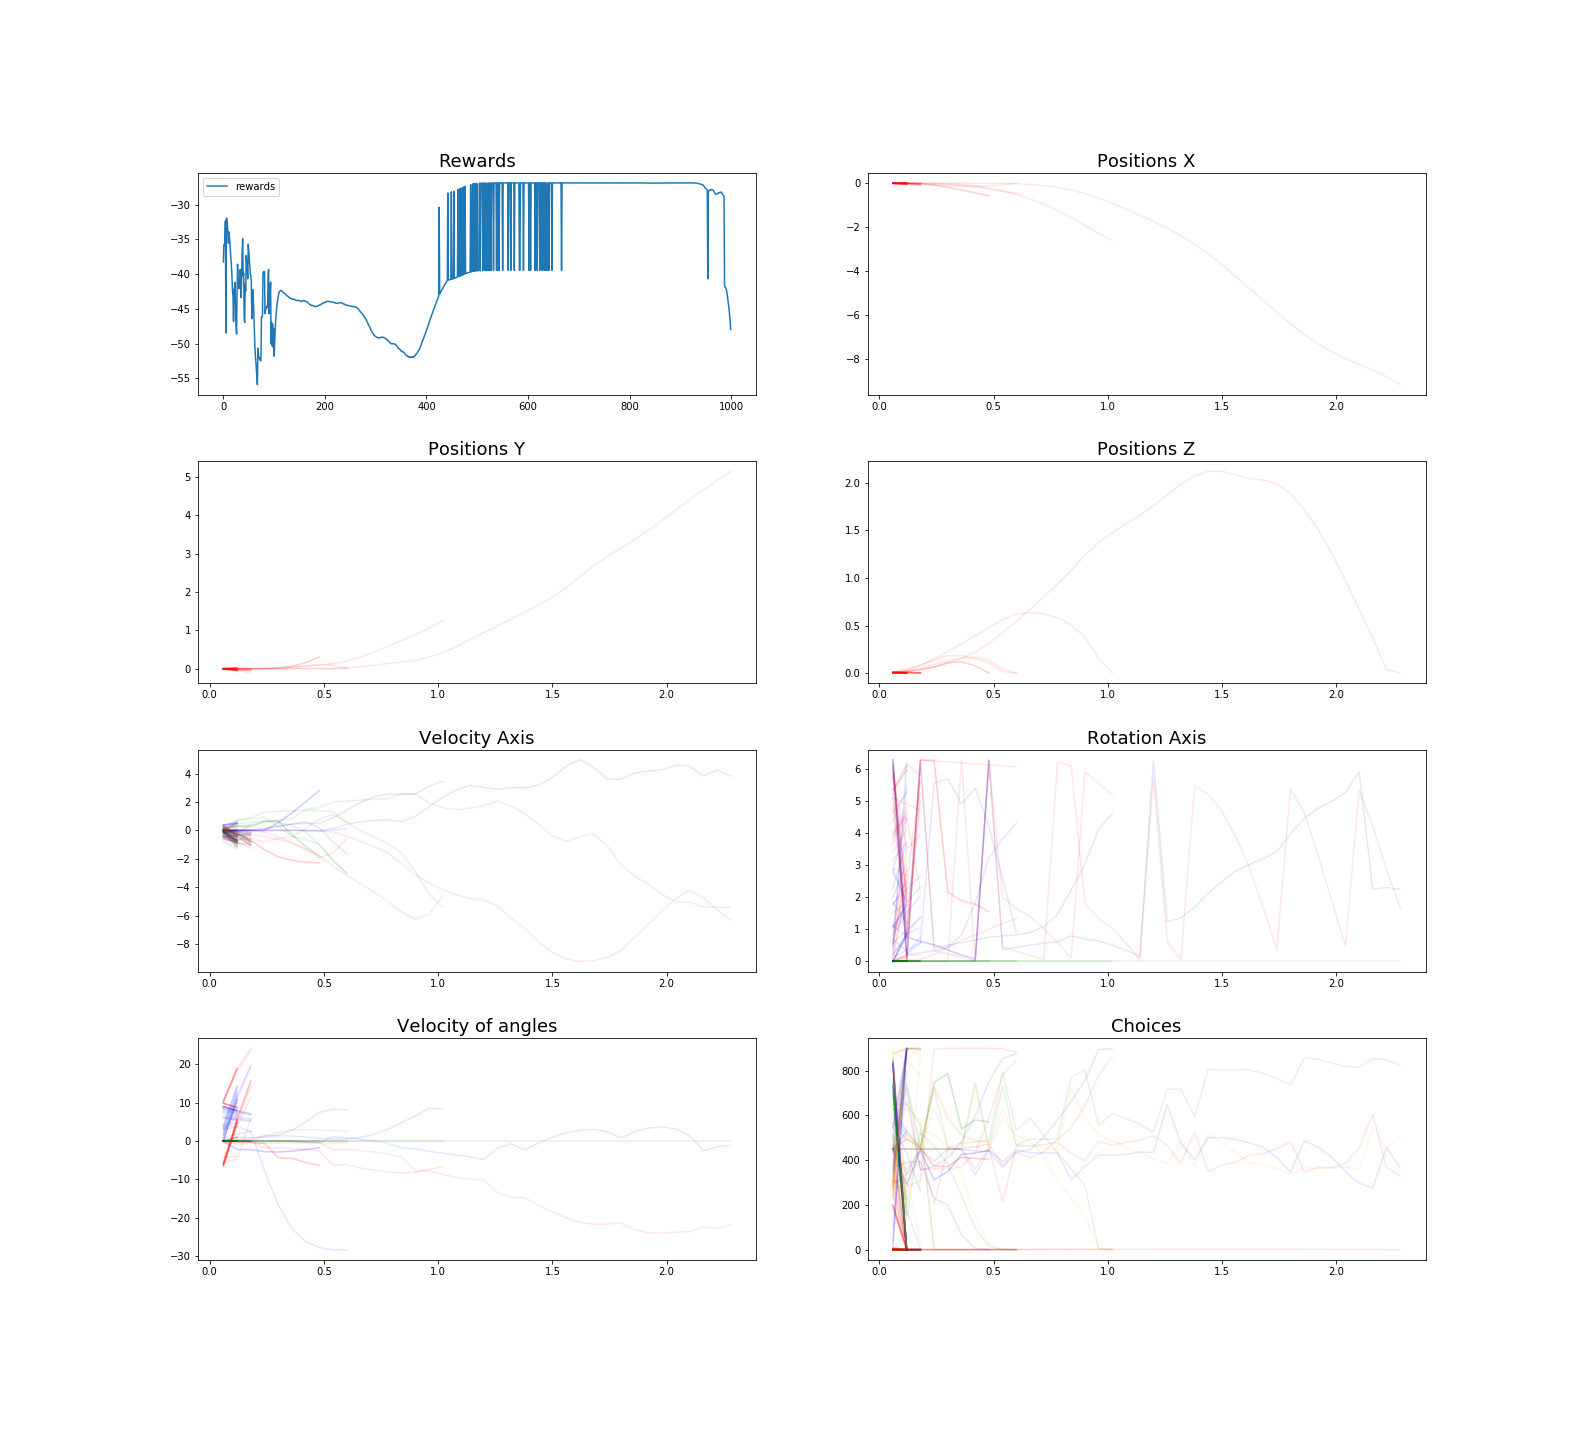 Rewards
rewards
−30
−35
−40
−45
−50
−55
0 200 400 600 800 1000
Positions X
0
−2
−4
−6
−8
0.0 0.5 1.0 1.5 2.0
Positions Y
5
4
3
2
1
0
0.0 0.5 1.0 1.5 2.0
Positions Z
2.0
1.5
1.0
0.5
0.0
0.0 0.5 1.0 1.5 2.0
Velocity Axis
4
2
0
−2
−4
−6
−8
0.0 0.5 1.0 1.5 2.0
Rotation Axis
6
5
4
3
2
1
0
0.0 0.5 1.0 1.5 2.0
Velocity of angles
20
10
0
−10
−20
−30
0.0 0.5 1.0 1.5 2.0
Choices
800
600
400
200
0
0.0 0.5 1.0 1.5 2.0